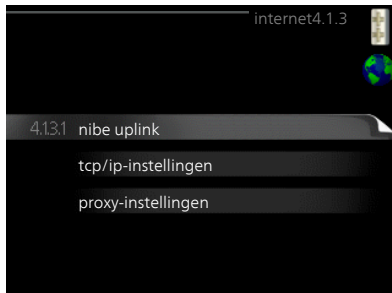 internet4.1.3
4.1.3.1 nibe uplink
tcp/ip-instellingen
proxy-instellingen